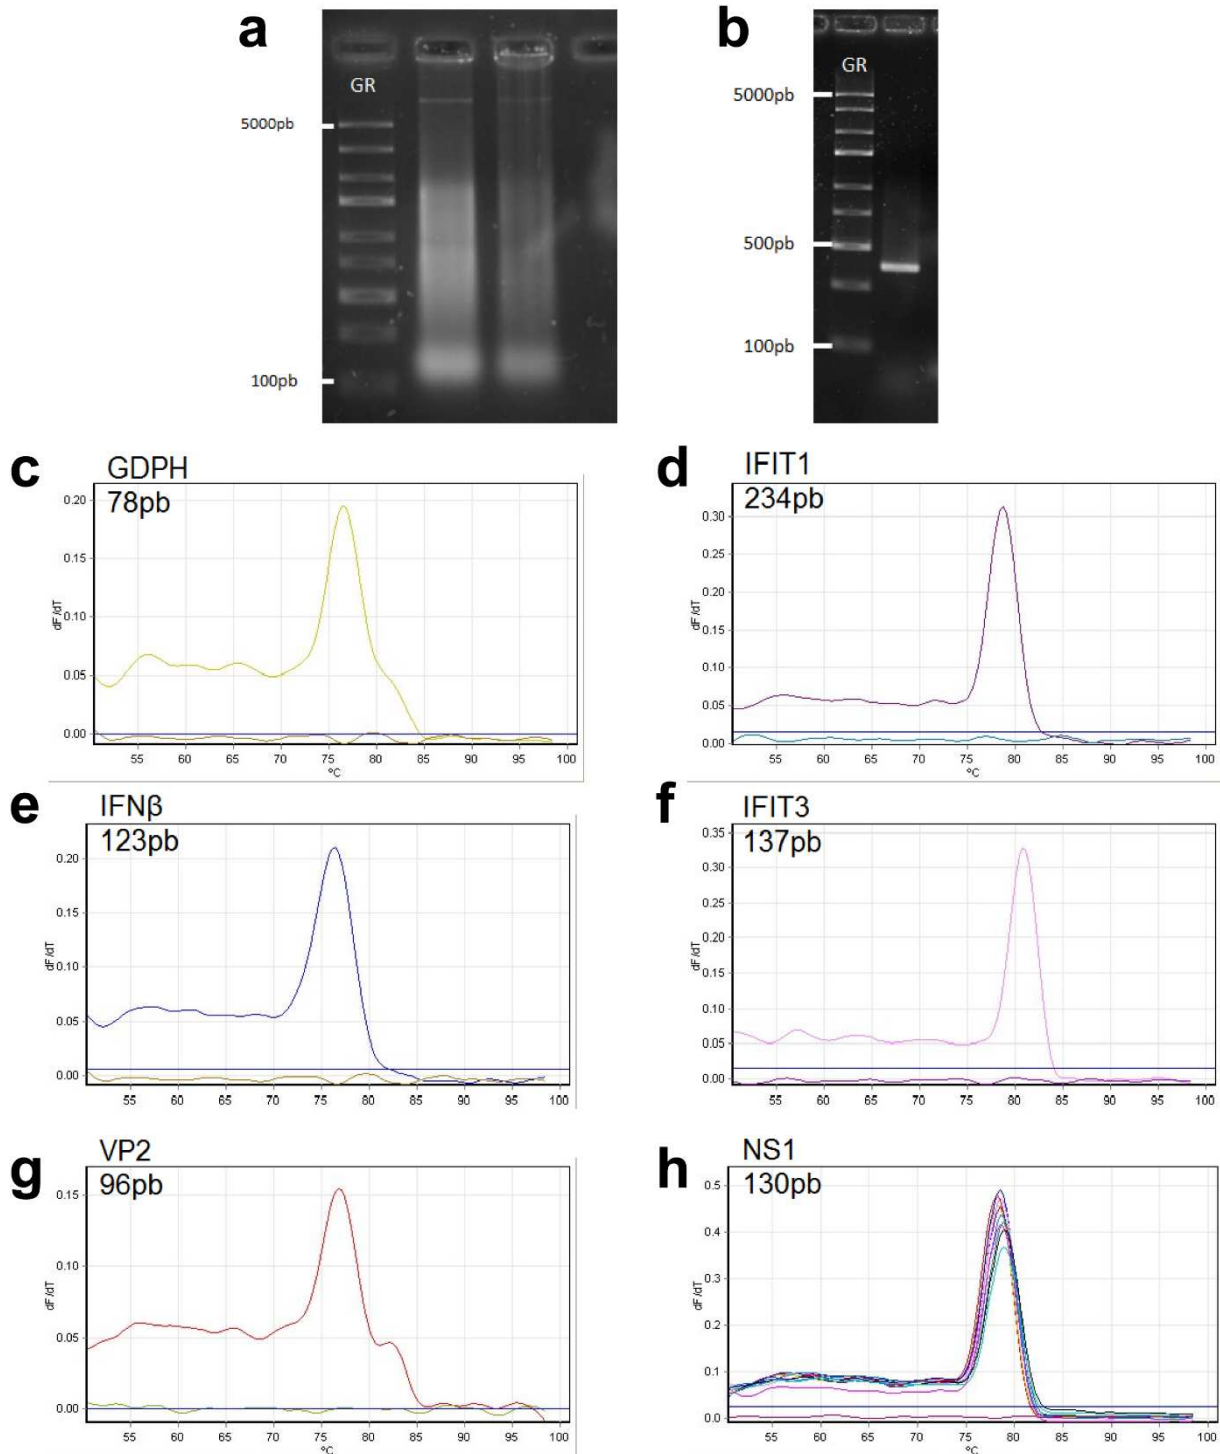 a
GR
5000pb
100pb
b
GR
5000pb
500pb
100pb
c
GDPH
78pb
0.20
0.15
0.10
0.05
0.00
dF/dT
55 60 65 70 75 80 85 90 95 100
°C
d
IFIT1
234pb
0.30
0.25
0.20
0.15
0.10
0.05
0.00
dF/dT
55 60 65 70 75 80 85 90 95 100
°C
e
IFNβ
123pb
0.20
0.15
0.10
0.05
0.00
dF/dT
55 60 65 70 75 80 85 90 95 100
°C
f
IFIT3
137pb
0.35
0.30
0.25
0.20
0.15
0.10
0.05
0.00
dF/dT
55 60 65 70 75 80 85 90 95 100
°C
g
VP2
96pb
0.15
0.10
0.05
0.00
dF/dT
55 60 65 70 75 80 85 90 95 100
°C
h
NS1
130pb
0.5
0.4
0.3
0.2
0.1
0.0
dF/dT
55 60 65 70 75 80 85 90 95 100
°C